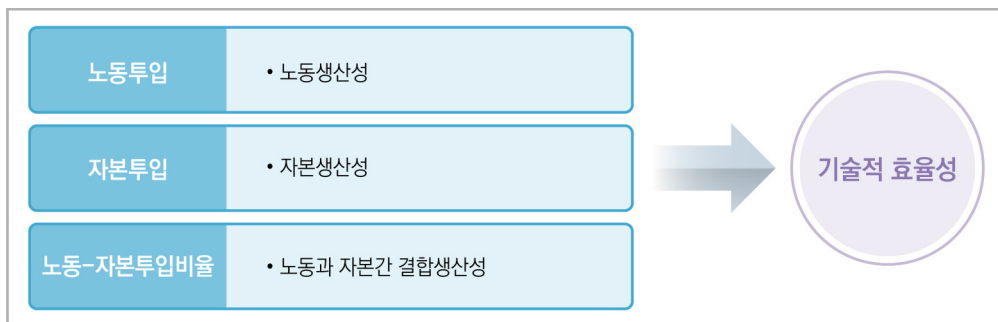 노동투입
• 노동생산성
자본투입
• 자본생산성
노동-자본투입비율
• 노동과 자본간 결합생산성
기술적 효율성